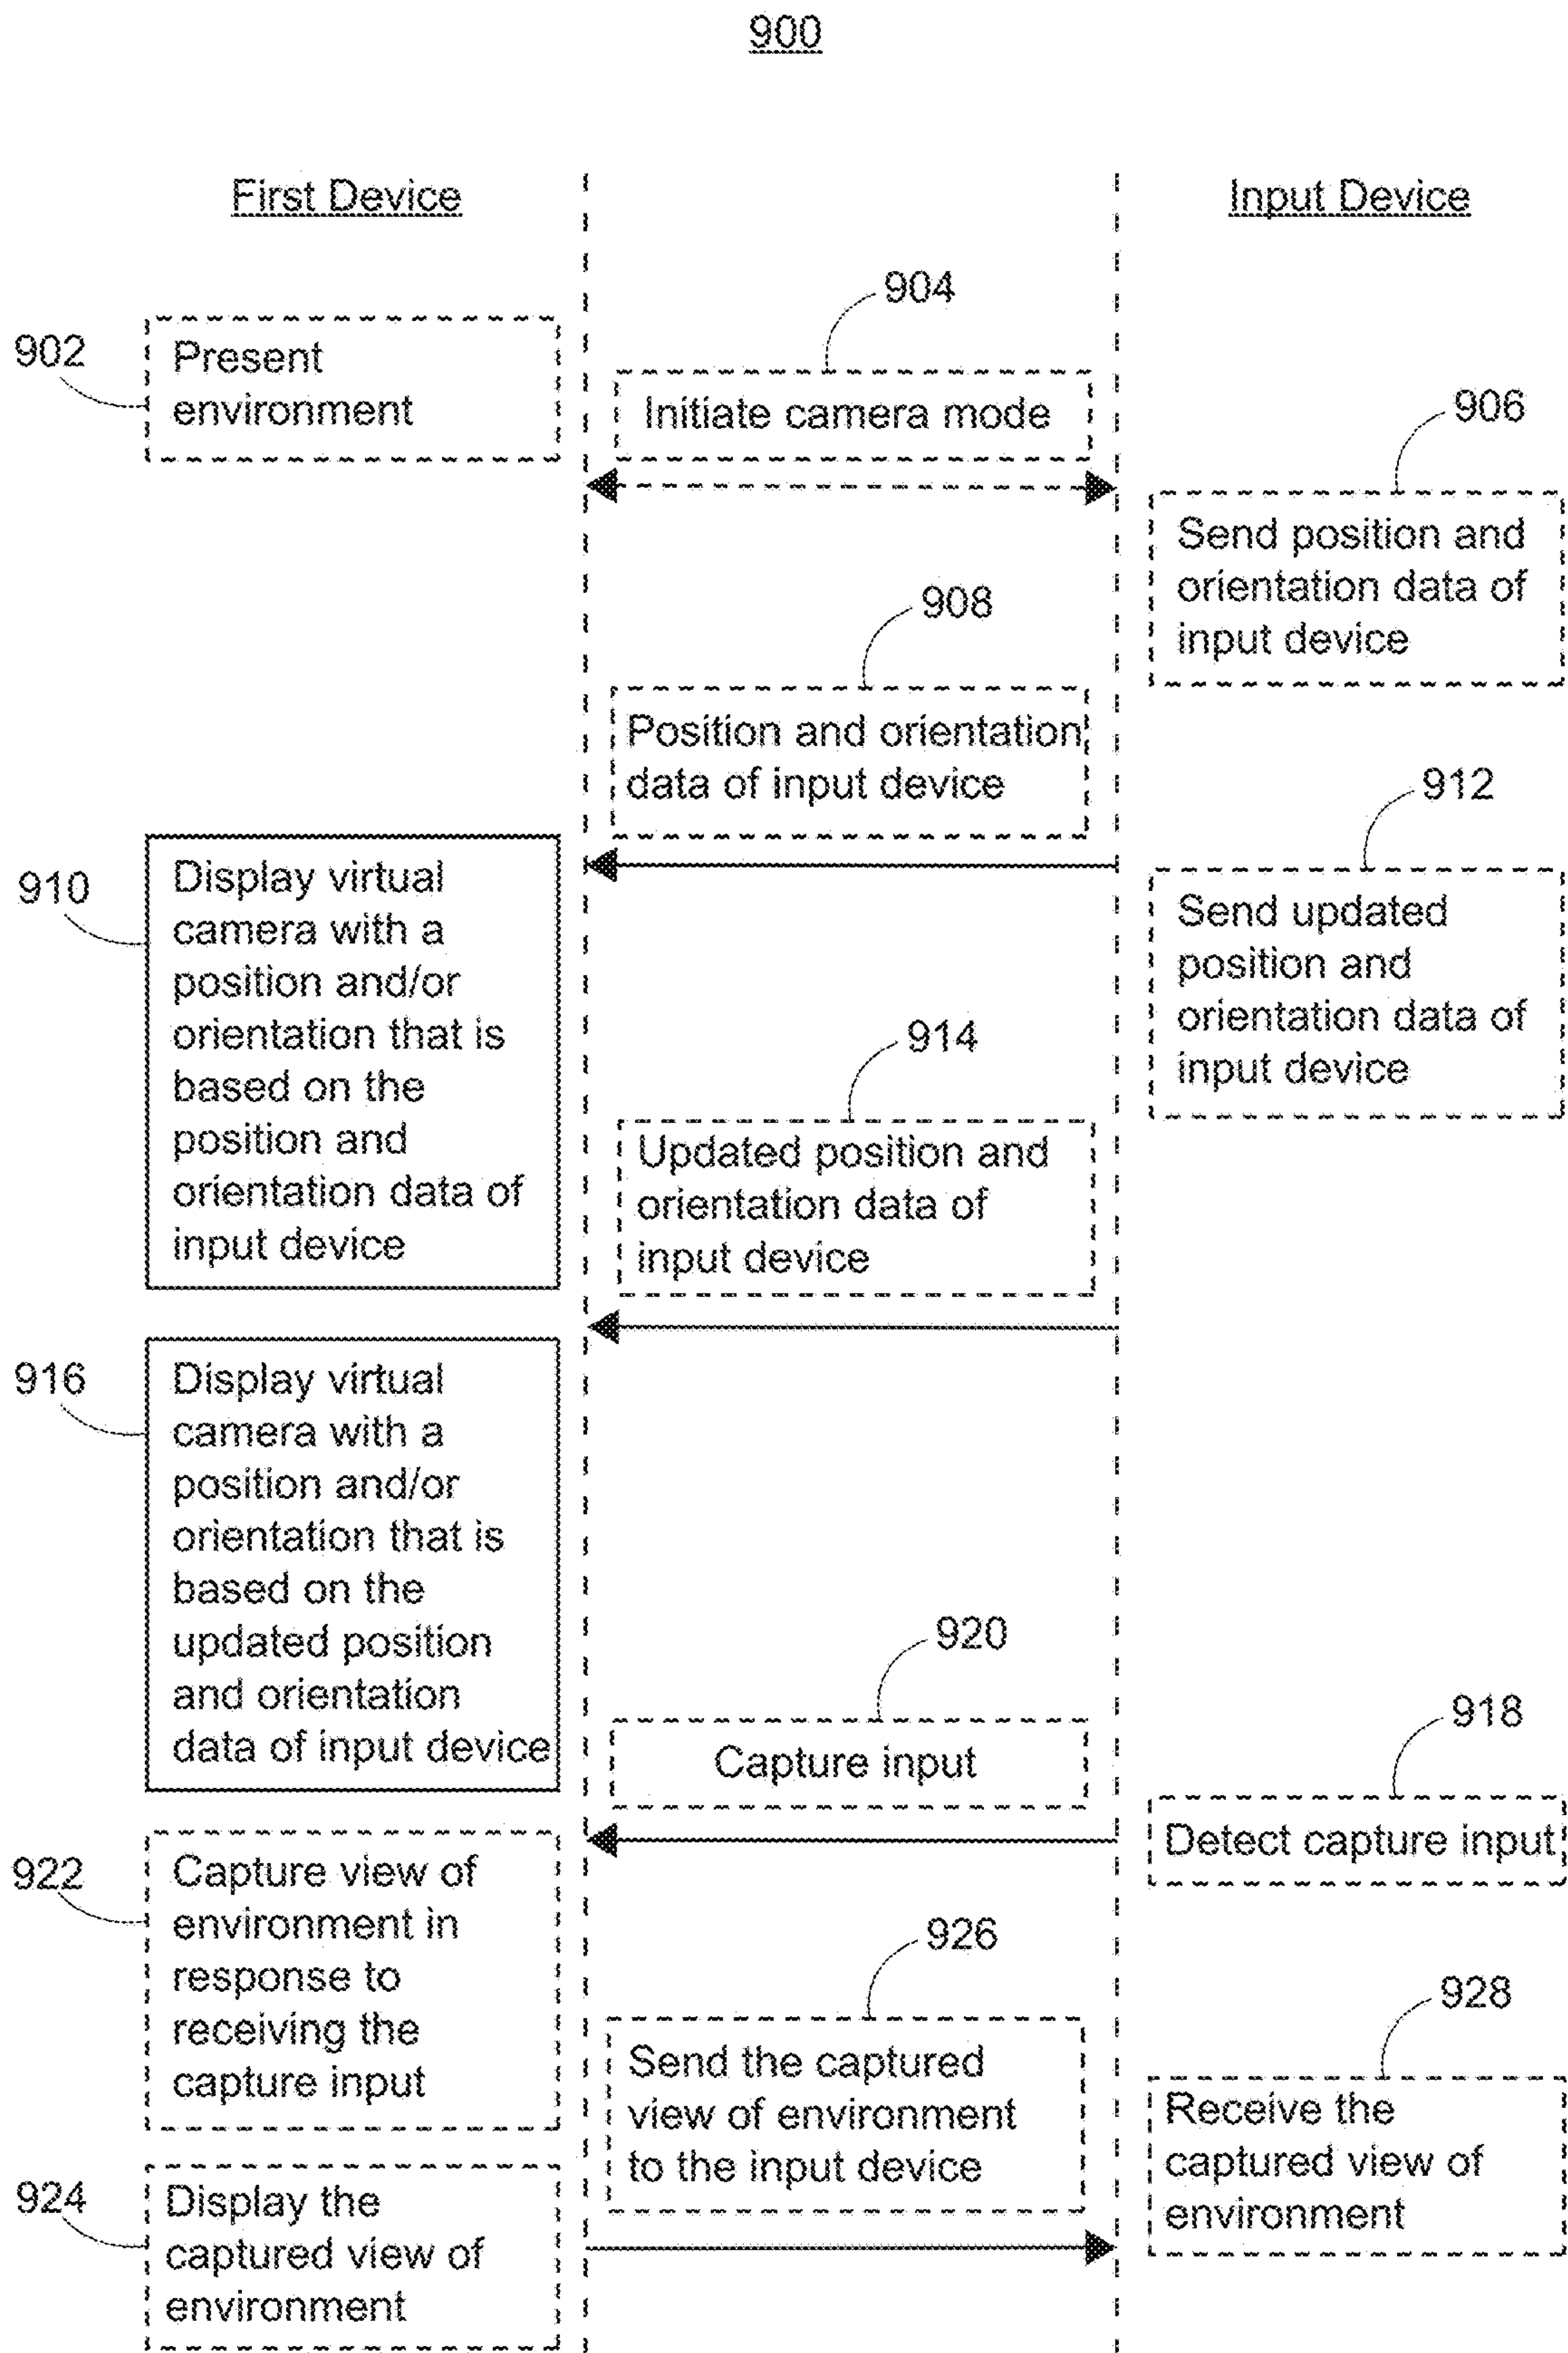 900
First Device
Input Device
904
902
Present
environment
Initiate camera mode
906
Send position and
orientation data of
input device
908
Position and orientation
data of input device
912
910
Display virtual
camera with a
position and/or
orientation that is
based on the
position and
orientation data of
input device
Send updated
position and
orientation data of
input device
914
Updated position and
orientation data of
input device
916
Display virtual
camera with a
position and/or
orientation that is
based on the
updated position
and orientation
data of input device
920
Capture input
918
Detect capture input
922
Capture view of
environment in
response to
receiving the
capture input
926
Send the captured
view of environment
to the input device
928
Receive the
captured view of
environment
924
Display the
captured view of
environment